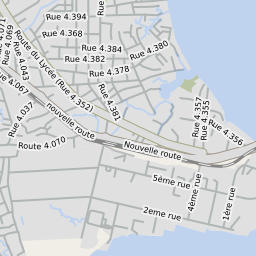 Rue 4.394
4.071
Rue 4.069
Rue 4.368
Rue 4.384
Rue 4.380
Rue 4.382
Rue 4.043
Rue 4.378
Route du Lycée (Rue 4.352)
4.067
Rue 4.037
nouvelle route
Rue 4.381
Rue 4.357
Rue 4.355
Rue 4.356
Route 4.070
Nouvelle route
5ème rue
4ème rue
2eme rue
1ère rue